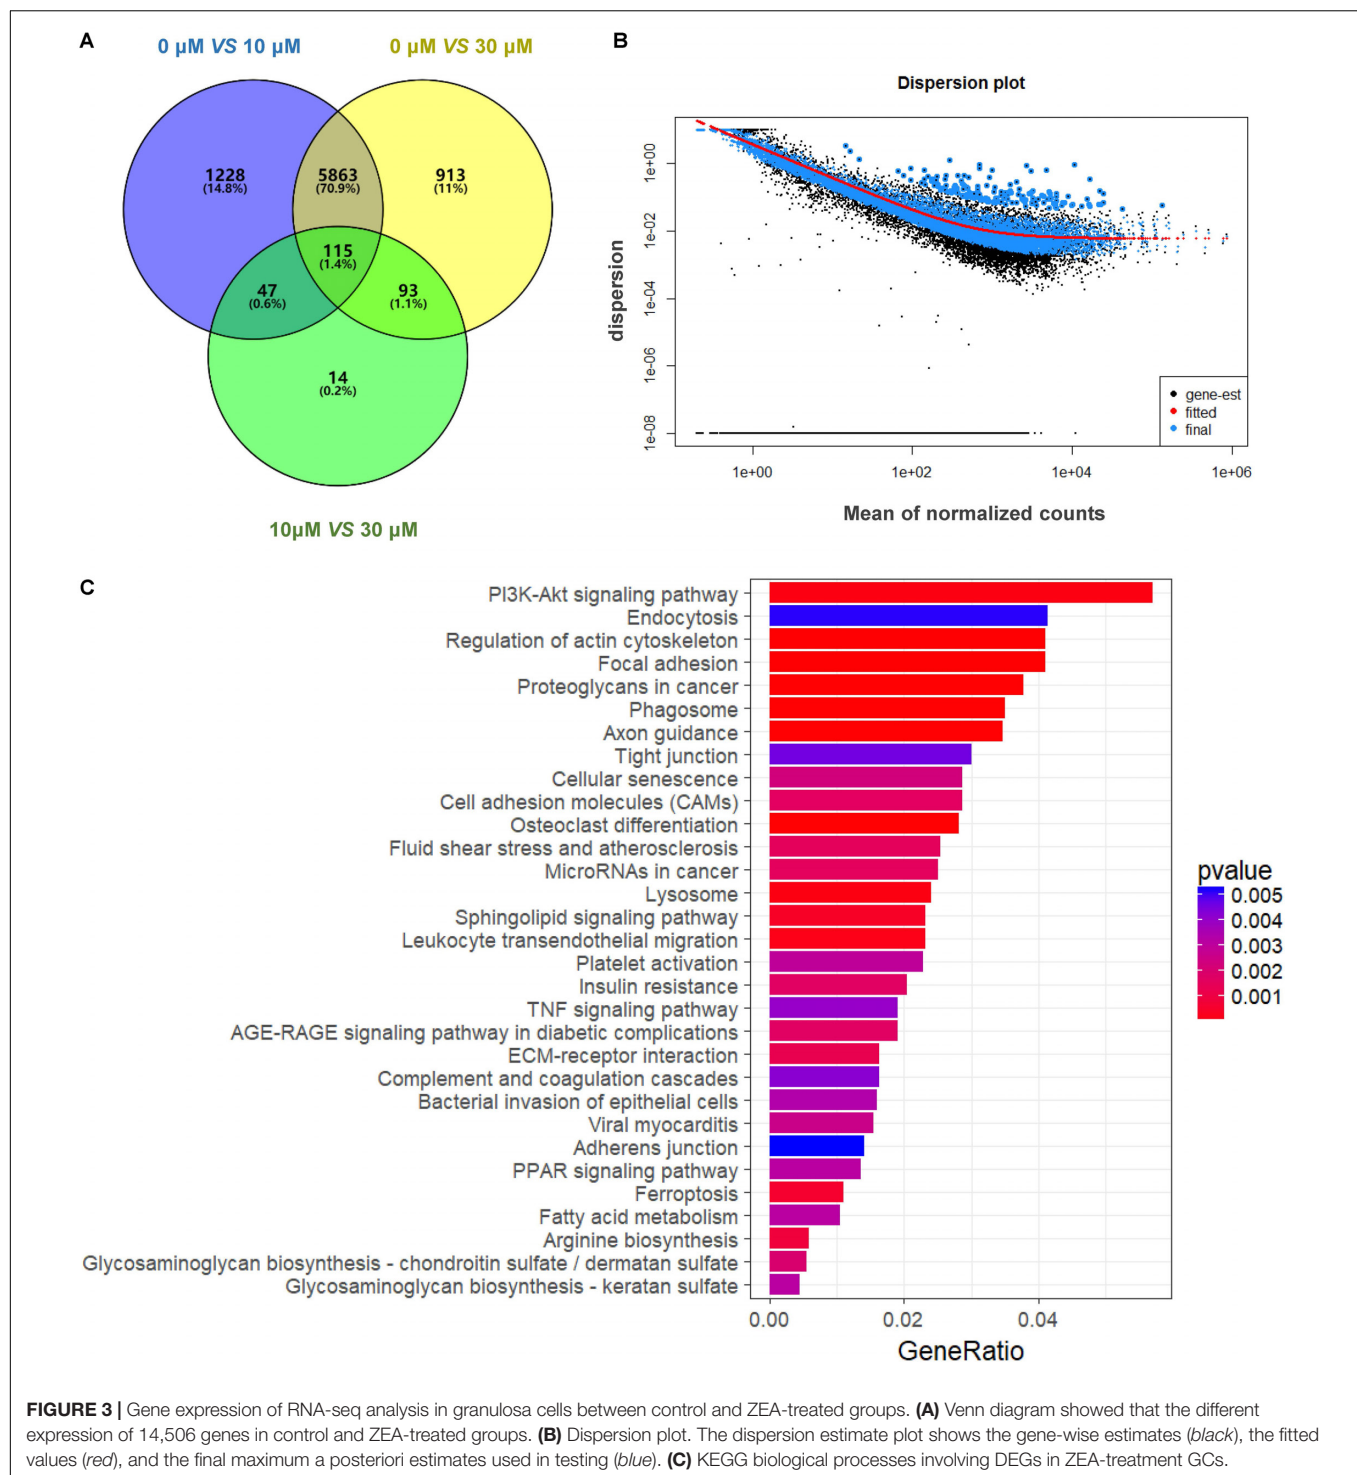 A
0 µM VS 10 µM
0 µM VS 30 µM
1228
(14.8%)
5863
(70.9%)
913
(11%)
115
(1.4%)
47
(0.6%)
93
(1.1%)
14
(0.2%)
10µM VS 30 µM
B
Dispersion plot
dispersion
1e+00
1e-02
1e-04
1e-06
1e-08
gene-est
fitted
final
1e+00 1e+02 1e+04 1e+06
Mean of normalized counts
C
PI3K-Akt signaling pathway
Endocytosis
Regulation of actin cytoskeleton
Focal adhesion
Proteoglycans in cancer
Phagosome
Axon guidance
Tight junction
Cellular senescence
Cell adhesion molecules (CAMs)
Osteoclast differentiation
Fluid shear stress and atherosclerosis
MicroRNAs in cancer
Lysosome
Sphingolipid signaling pathway
Leukocyte transendothelial migration
Platelet activation
Insulin resistance
TNF signaling pathway
AGE-RAGE signaling pathway in diabetic complications
ECM-receptor interaction
Complement and coagulation cascades
Bacterial invasion of epithelial cells
Viral myocarditis
Adherens junction
PPAR signaling pathway
Ferroptosis
Fatty acid metabolism
Arginine biosynthesis
Glycosaminoglycan biosynthesis - chondroitin sulfate / dermatan sulfate
Glycosaminoglycan biosynthesis - keratan sulfate
0.00 0.02 0.04
GeneRatio
pvalue
0.005
0.004
0.003
0.002
0.001
FIGURE 3 | Gene expression of RNA-seq analysis in granulosa cells between control and ZEA-treated groups. (A) Venn diagram showed that the different
expression of 14,506 genes in control and ZEA-treated groups. (B) Dispersion plot. The dispersion estimate plot shows the gene-wise estimates (black), the fitted
values (red), and the final maximum a posteriori estimates used in testing (blue). (C) KEGG biological processes involving DEGs in ZEA-treatment GCs.